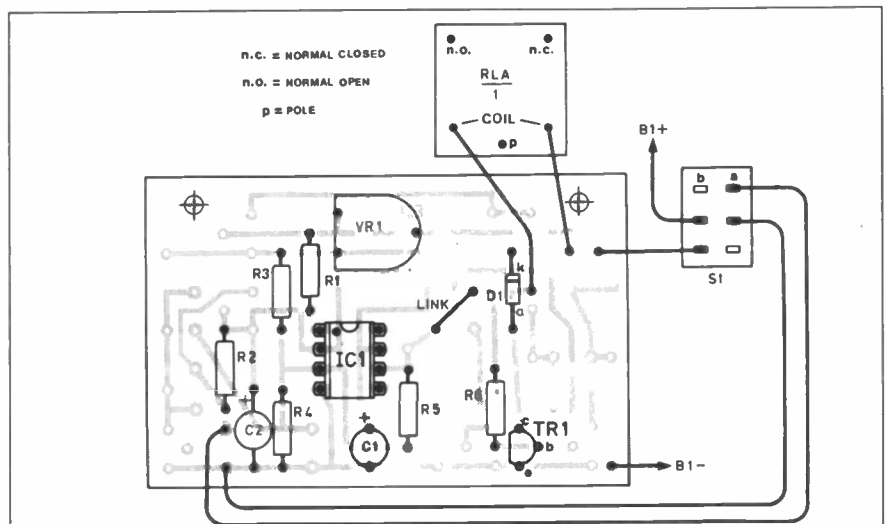 n.c. = NORMAL CLOSED
n.o. = NORMAL OPEN
p = POLE
n.o. n.c.
RLA
1
COIL
p
B1+
b a
S1
VR1
R3 R1
k
LINK D1
a
IC1
R2
R4 R5 R6
+
C2
+
C1
c
TR1
b
e
B1-